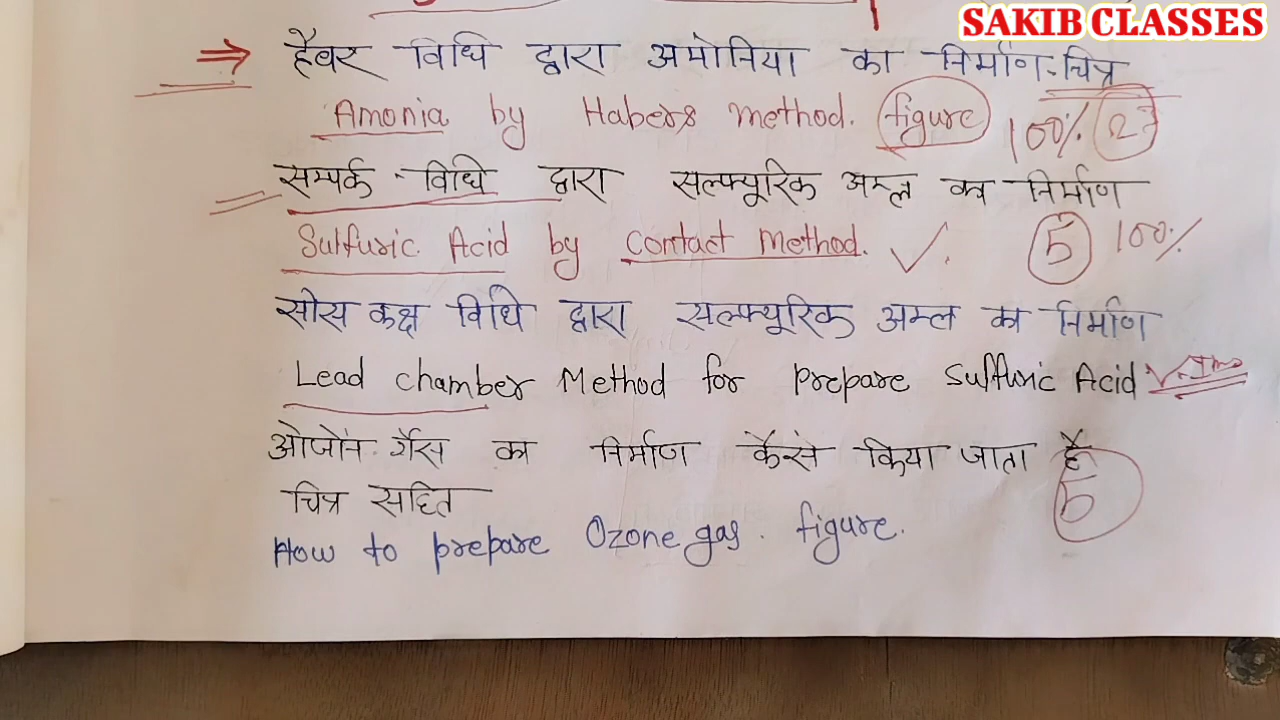 SAKIB CLASSES
हैवर विधि द्वारा अमोनिया का निर्माण-चित्र
Amonia by Habers method. figure 100% 2
सम्पर्क - विधि द्वारा सल्फ्यूरिक अम्ल का निर्माण
Sulfuric Acid by contact method. 5 100%
सीस कक्ष विधि द्वारा सल्फ्यूरिक अम्ल का निर्माण
Lead chamber Method for prepare Sulfuric Acid
ओजोन गैस का निर्माण कैसे किया जाता है
चित्र सहित 5
How to prepare Ozone gas. figure.